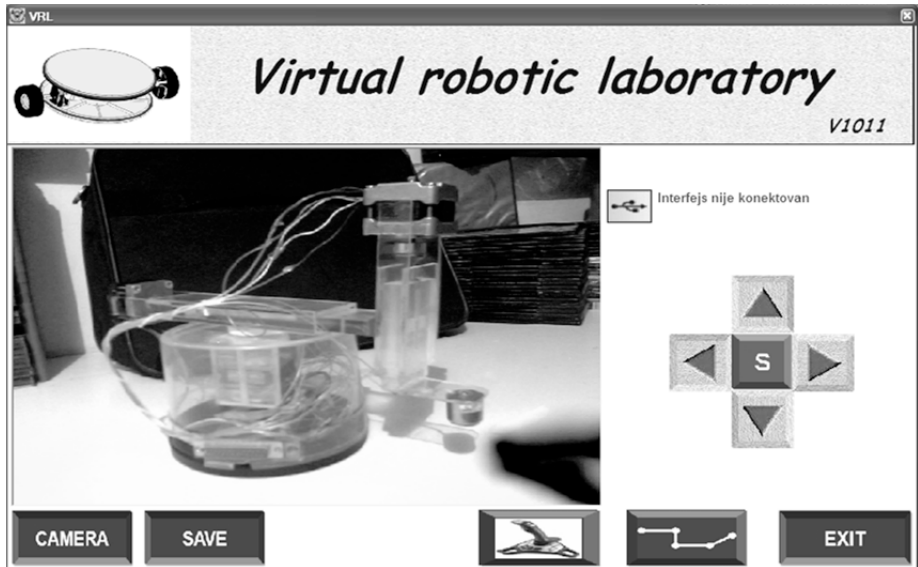 VRL
Virtual robotic laboratory
V1011
Interfejs nije konektovan
S
CAMERA
SAVE
EXIT